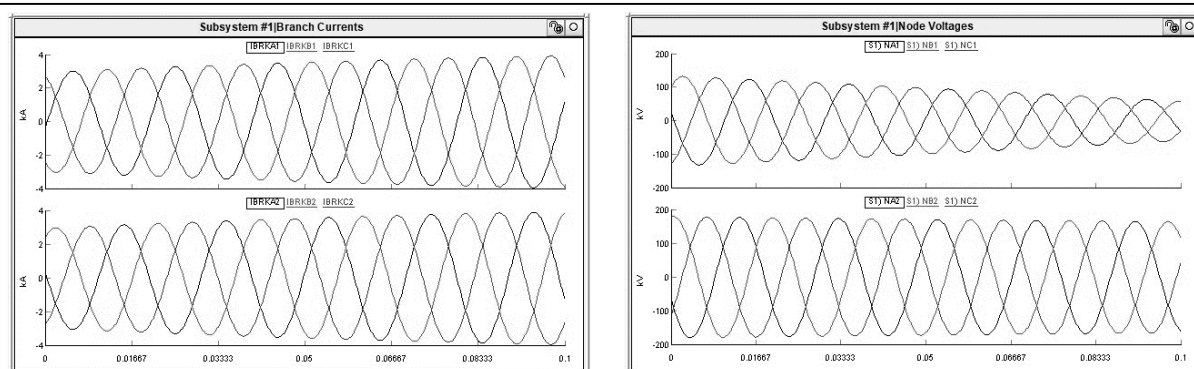 Subsystem #1|Branch Currents
IBRKA1 IBRKB1 IBRKC1
4
2
0
-2
-4
kA
IBRKA2 IBRKB2 IBRKC2
4
2
0
-2
-4
kA
0 0.01667 0.03333 0.05 0.06667 0.08333 0.1
Subsystem #1|Node Voltages
S1) NA1 S1) NB1 S1) NC1
200
100
0
-100
-200
kV
S1) NA2 S1) NB2 S1) NC2
200
100
0
-100
-200
kV
0 0.01667 0.03333 0.05 0.06667 0.08333 0.1